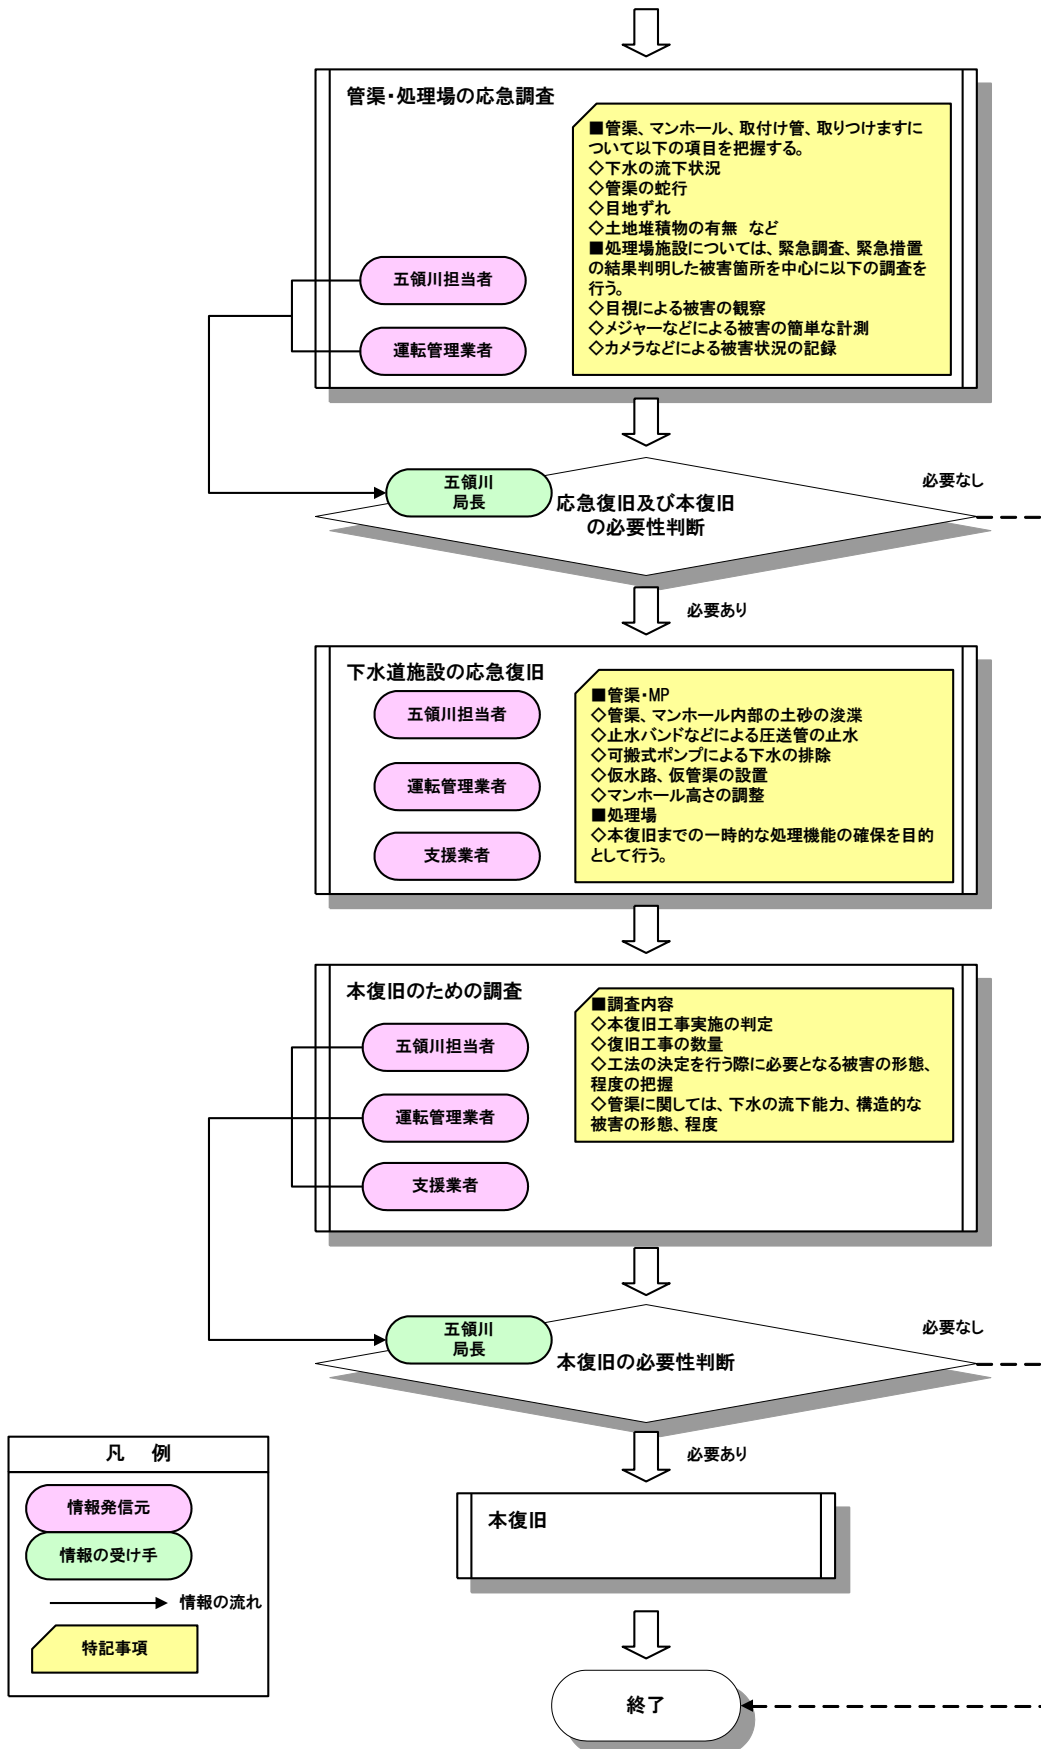 管渠・処理場の応急調査
■管渠、マンホール、取付け管、取りつけますに
ついて以下の項目を把握する。
◇下水の流下状況
◇管渠の蛇行
◇目地ずれ
◇土地堆積物の有無 など
■処理場施設については、緊急調査、緊急措置
の結果判明した被害箇所を中心に以下の調査を
行う。
◇目視による被害の観察
◇メジャーなどによる被害の簡単な計測
◇カメラなどによる被害状況の記録
五領川担当者
運転管理業者
五領川
局長
応急復旧及び本復旧
の必要性判断
必要なし
必要あり
下水道施設の応急復旧
五領川担当者
運転管理業者
支援業者
■管渠・MP
◇管渠、マンホール内部の土砂の浚渫
◇止水バンドなどによる圧送管の止水
◇可搬式ポンプによる下水の排除
◇仮水路、仮管渠の設置
◇マンホール高さの調整
■処理場
◇本復旧までの一時的な処理機能の確保を目的
として行う。
本復旧のための調査
五領川担当者
運転管理業者
支援業者
■調査内容
◇本復旧工事実施の判定
◇復旧工事の数量
◇工法の決定を行う際に必要となる被害の形態、
程度の把握
◇管渠に関しては、下水の流下能力、構造的な
被害の形態、程度
五領川
局長
本復旧の必要性判断
必要なし
必要あり
本復旧
終了
凡 例
情報発信元
情報の受け手
情報の流れ
特記事項